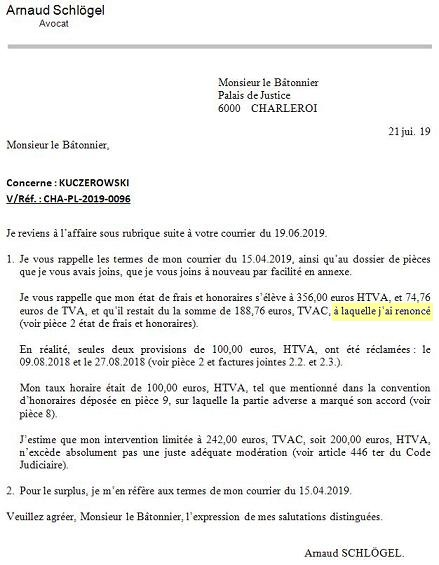 Arnaud Schlögel
Avocat
Monsieur le Bâtonnier
Palais de Justice
6000 CHARLEROI
21 jui. 19
Monsieur le Bâtonnier,
Concerne : KUCZEROWSKI
V/Réf. : CHA-PL-2019-0096
Je reviens à l'affaire sous rubrique suite à votre courrier du 19.06.2019.
1. Je vous rappelle les termes de mon courrier du 15.04.2019, ainsi qu'au dossier de pièces
que je vous avais joins, que je vous joins à nouveau par facilité en annexe.
Je vous rappelle que mon état de frais et honoraires s'élève à 356,00 euros HTVA, et 74,76
euros de TVA, et qu'il restait du la somme de 188,76 euros, TVAC, à laquelle j'ai renoncé
(voir pièce 2 état de frais et honoraires).
En réalité, seules deux provisions de 100,00 euros, HTVA, ont été réclamées : le
09.08.2018 et le 27.08.2018 (voir pièce 2 et factures jointes 2.2. et 2.3.).
Mon taux horaire était de 100,00 euros, HTVA, tel que mentionné dans la convention
d'honoraires déposée en pièce 9, sur laquelle la partie adverse a marqué son accord (voir
pièce 8).
J'estime que mon intervention limitée à 242,00 euros, TVAC, soit 200,00 euros, HTVA,
n'excède absolument pas une juste adéquate modération (voir article 446 ter du Code
Judiciaire).
2. Pour le surplus, je m'en réfère aux termes de mon courrier du 15.04.2019.
Veuillez agréer, Monsieur le Bâtonnier, l'expression de mes salutations distinguées.
Arnaud SCHLÖGEL.